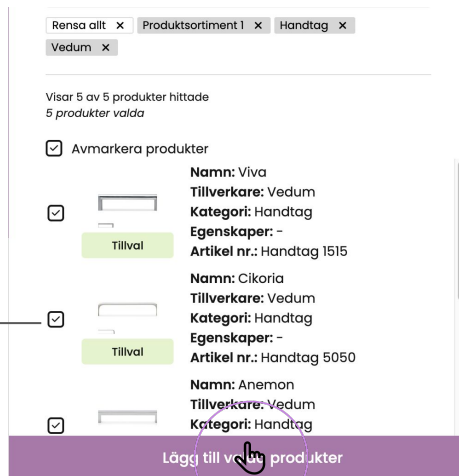 Rensa allt ×
Produktsortiment 1 ×
Handtag ×
Vedum ×
Visar 5 av 5 produkter hittade
5 produkter valda
Avmarkera produkter
Namn: Viva
Tillverkare: Vedum
Kategori: Handtag
Egenskaper: -
Artikel nr.: Handtag 1515
Tillval
Namn: Cikoria
Tillverkare: Vedum
Kategori: Handtag
Egenskaper: -
Artikel nr.: Handtag 5050
Tillval
Namn: Anemon
Tillverkare: Vedum
Kategori: Handtag
Lägg till valda produkter